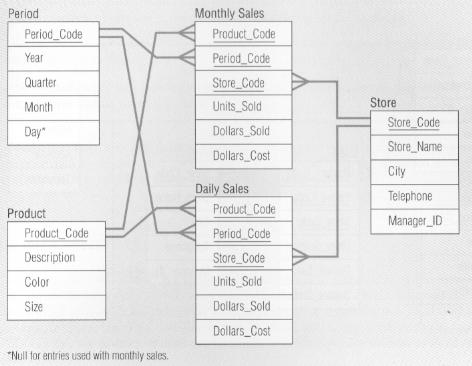 Period
Period_Code
Year
Quarter
Month
Day*
Monthly Sales
Product_Code
Period_Code
Store_Code
Units_Sold
Dollars_Sold
Dollars_Cost
Store
Store_Code
Store_Name
City
Telephone
Manager_ID
Product
Product_Code
Description
Color
Size
Daily Sales
Product_Code
Period_Code
Store_Code
Units_Sold
Dollars_Sold
Dollars_Cost
*Null for entries used with monthly sales.